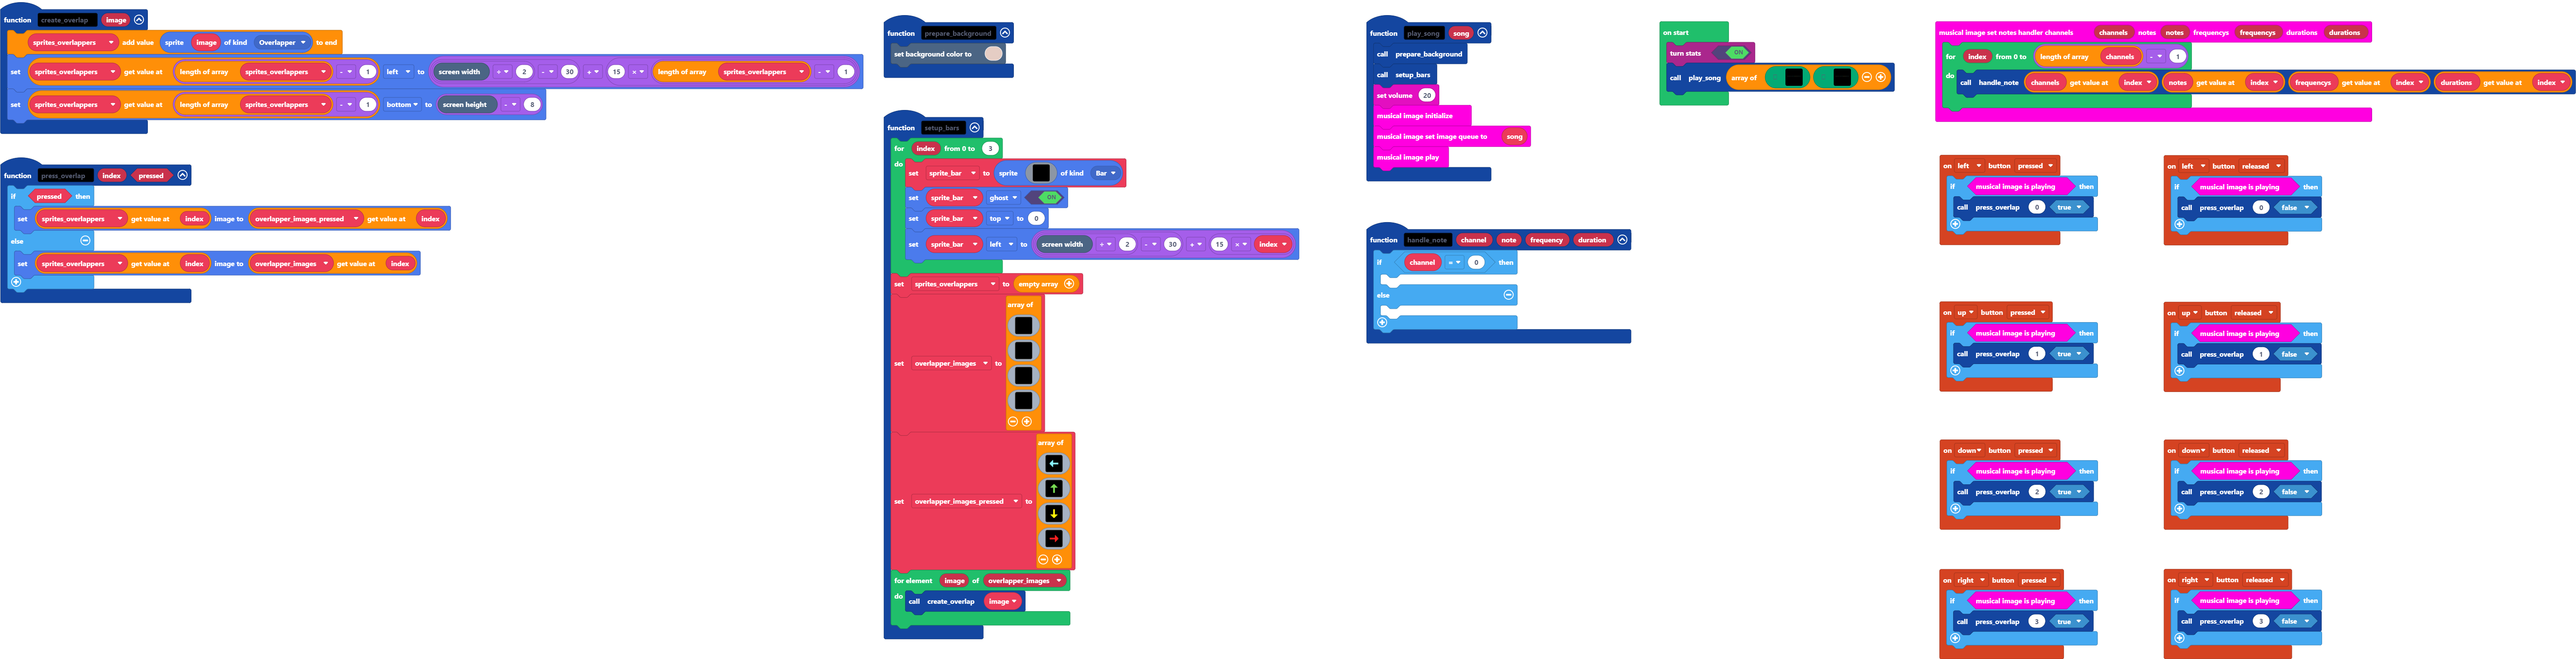 function create_overlap image
sprites_overlappers add value sprite image of kind Overlapper to end
set sprites_overlappers get value at length of array sprites_overlappers - 1 left to screen width ÷ 2 - 30 + 15 × length of array sprites_overlappers - 1
set sprites_overlappers get value at length of array sprites_overlappers - 1 bottom to screen height - 8
function press_overlap index pressed
if pressed then
set sprites_overlappers get value at index image to overlapper_images_pressed get value at index
else
set sprites_overlappers get value at index image to overlapper_images get value at index
function prepare_background
set background color to
function setup_bars
for index from 0 to 3
do
set sprite_bar to sprite of kind Bar
set sprite_bar ghost ON
set sprite_bar top to 0
set sprite_bar left to screen width ÷ 2 - 30 + 15 × index
set sprites_overlappers to empty array
array of
set overlapper_images to
array of
set overlapper_images_pressed to
for element image of overlapper_images
do call create_overlap image
function play_song song
call prepare_background
call setup_bars
set volume 20
musical image initialize
musical image set image queue to song
musical image play
function handle_note channel note frequency duration
if channel = 0 then
else
on start
turn stats ON
call play_song array of
musical image set notes handler channels channels notes notes frequencys frequencys durations durations
for index from 0 to length of array channels - 1
do call handle_note channels get value at index notes get value at index frequencys get value at index durations get value at index
on left button pressed
if musical image is playing then
call press_overlap 0 true
on left button released
if musical image is playing then
call press_overlap 0 false
on up button pressed
if musical image is playing then
call press_overlap 1 true
on up button released
if musical image is playing then
call press_overlap 1 false
on down button pressed
if musical image is playing then
call press_overlap 2 true
on down button released
if musical image is playing then
call press_overlap 2 false
on right button pressed
if musical image is playing then
call press_overlap 3 true
on right button released
if musical image is playing then
call press_overlap 3 false